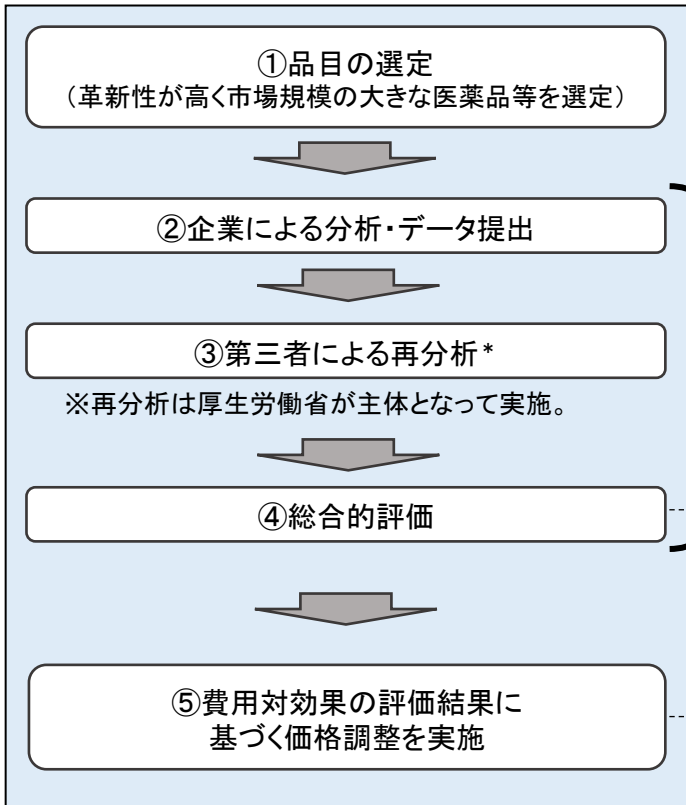 ①品目の選定
（革新性が高く市場規模の大きな医薬品等を選定）
②企業による分析・データ提出
③第三者による再分析*
※再分析は厚生労働省が主体となって実施。
④総合的評価
⑤費用対効果の評価結果に
基づく価格調整を実施